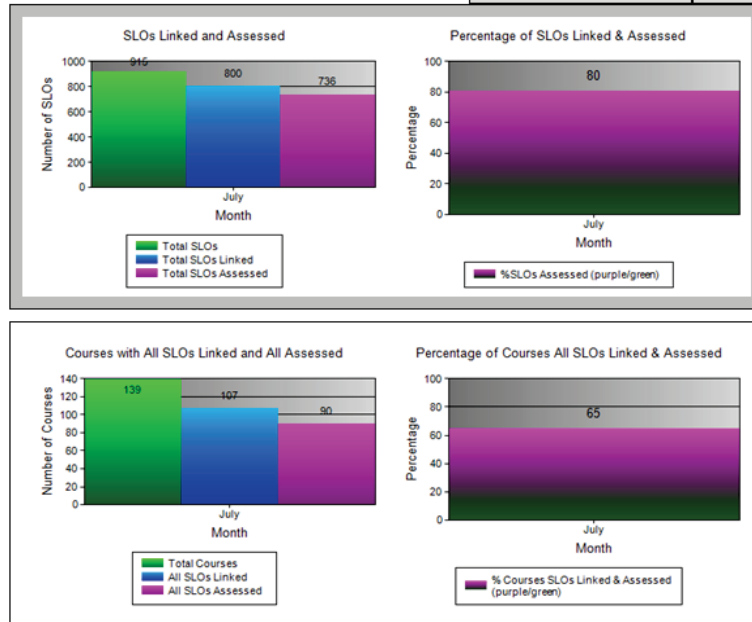 SLOs Linked and Assessed
1000
800
600
400
200
0
Number of SLOs
915
800
736
July
Month
Total SLOs
Total SLOs Linked
Total SLOs Assessed
Percentage of SLOs Linked & Assessed
100
80
60
40
20
0
Percentage
80
July
Month
%SLOs Assessed (purple/green)
Courses with All SLOs Linked and All Assessed
140
120
100
80
60
40
20
0
Number of Courses
139
107
90
July
Month
Total Courses
All SLOs Linked
All SLOs Assessed
Percentage of Courses All SLOs Linked & Assessed
100
80
60
40
20
0
Percentage
65
July
Month
% Courses SLOs Linked & Assessed
(purple/green)